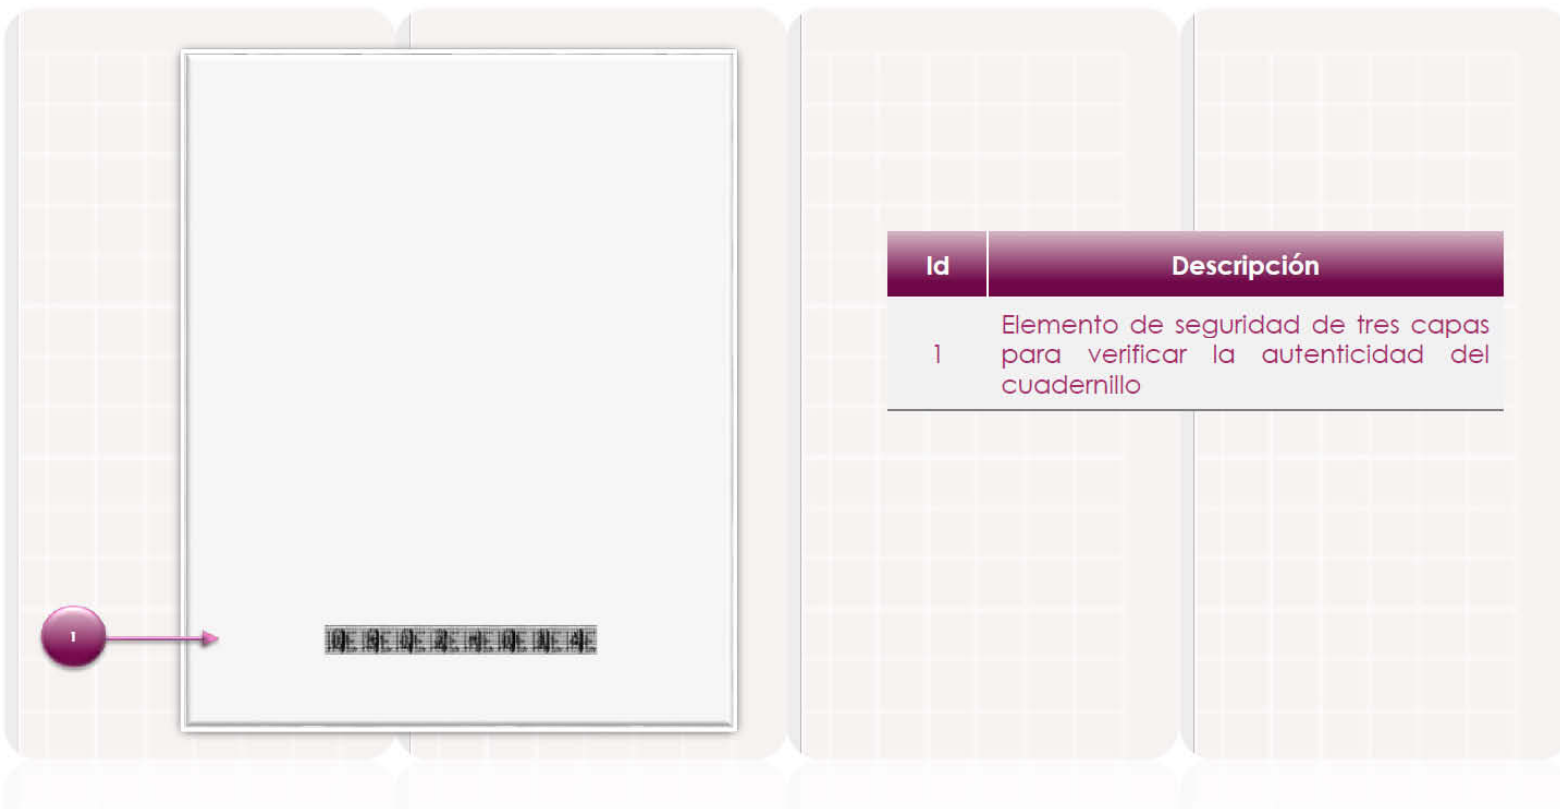 Id Descripción
1
Elemento de seguridad de tres capas
para verificar la autenticidad del
cuadernillo
1